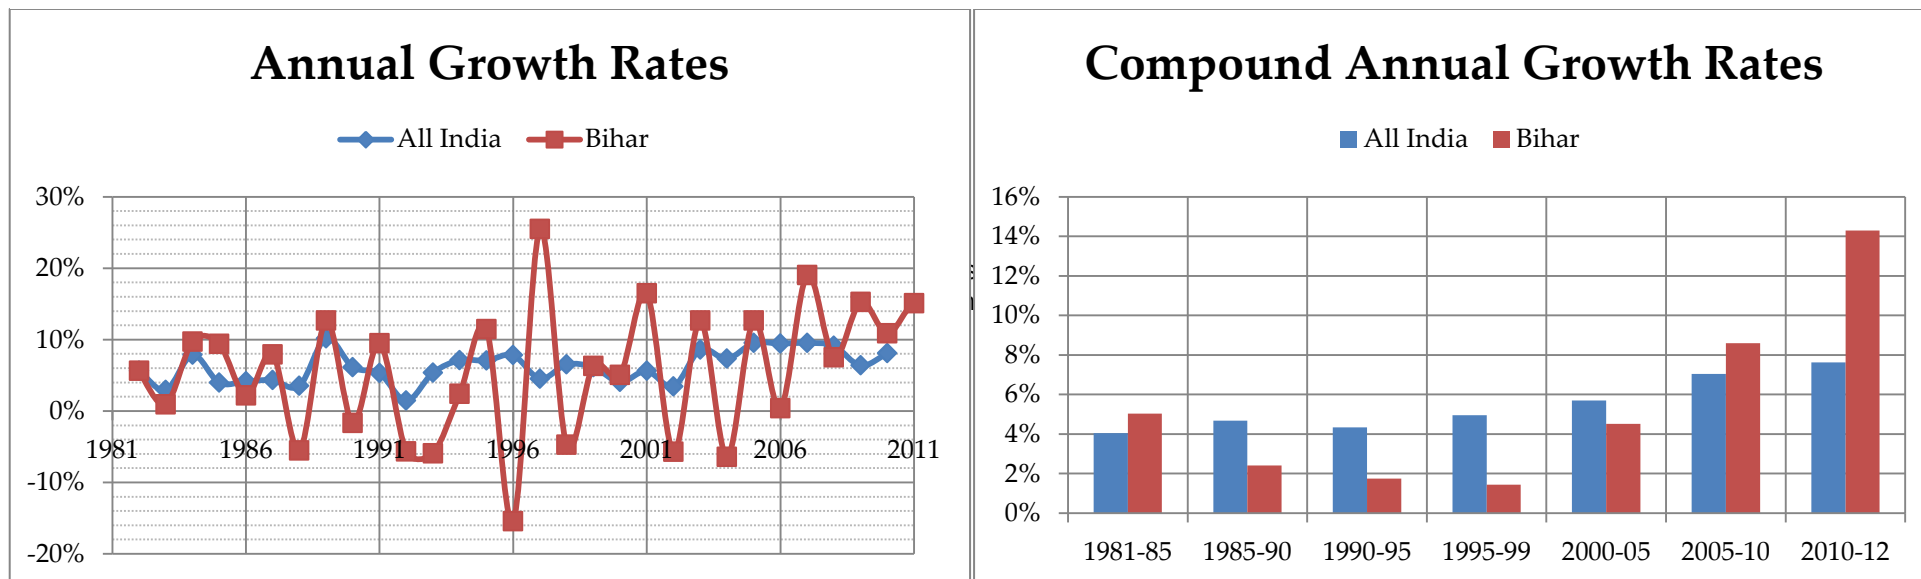 Annual Growth Rates
All India Bihar
30%
20%
10%
0%
-10%
-20%
1981 1986 1991 1996 2001 2006 2011
Compound Annual Growth Rates
All India Bihar
16%
14%
12%
10%
8%
6%
4%
2%
0%
1981-85 1985-90 1990-95 1995-99 2000-05 2005-10 2010-12